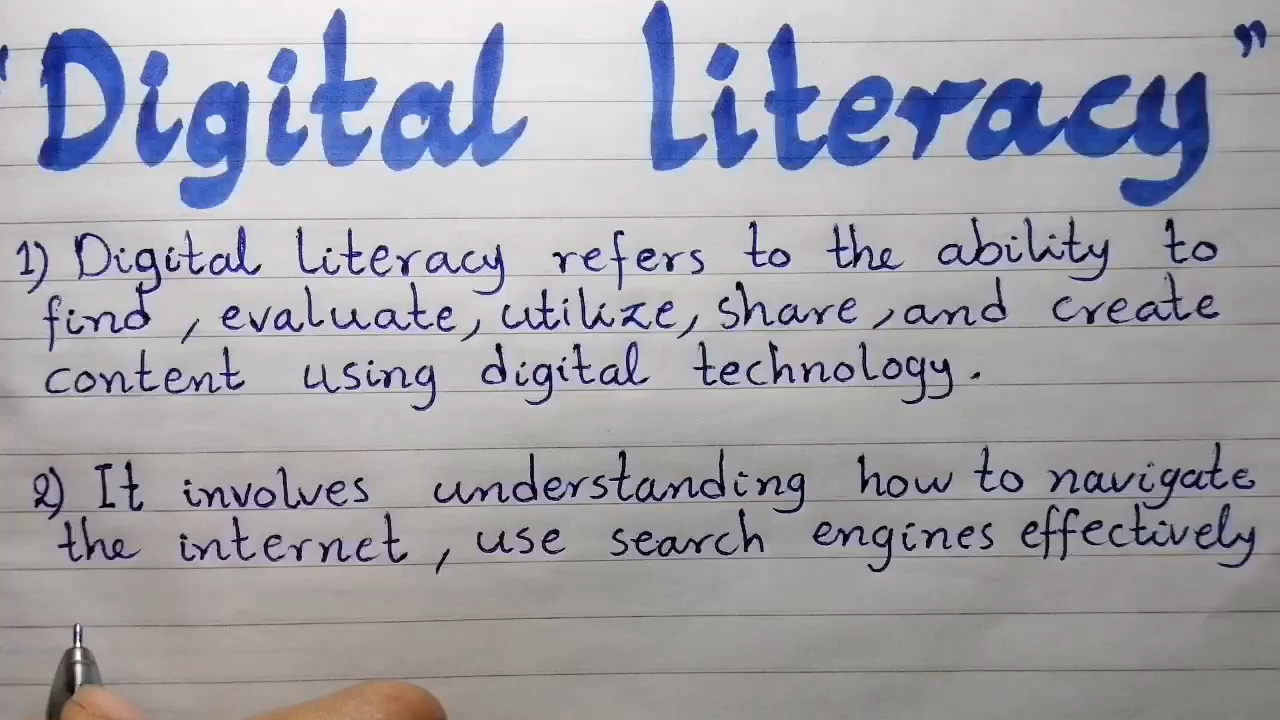 "Digital literacy"
1) Digital literacy refers to the ability to
find, evaluate, utilize, share, and create
content using digital technology.
2) It involves understanding how to navigate
the internet, use search engines effectively